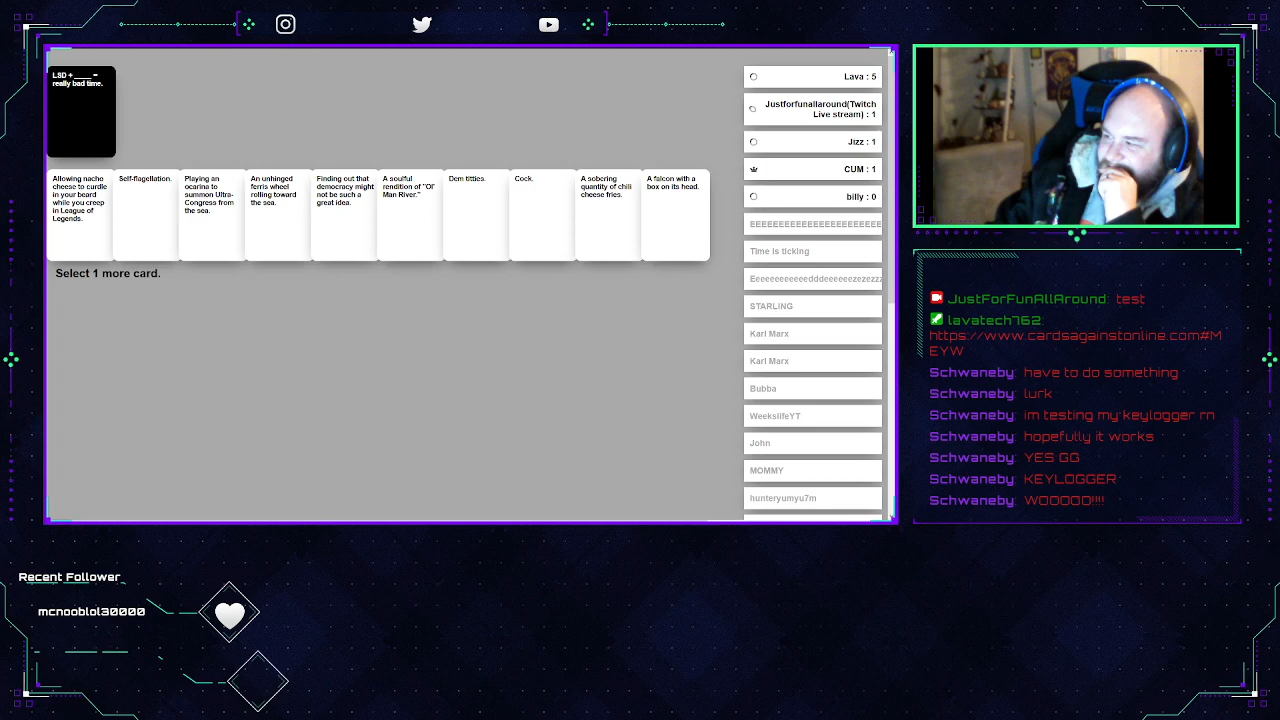 LSD + ____ =
really bad time.
Allowing nacho
cheese to curdle
in your beard
while you creep
in League of
Legends.
Self-flagellation.
Playing an
ocarina to
summon Ultra-
Congress from
the sea.
An unhinged
ferris wheel
rolling toward
the sea.
Finding out that
democracy might
not be such a
great idea.
A soulful
rendition of "Ol'
Man River."
Dem titties.
Cock.
A sobering
quantity of chili
cheese fries.
A falcon with a
box on its head.
Select 1 more card.
Lava : 5
Justforfunallaround(Twitch
Live stream) : 1
Jizz : 1
CUM : 1
billy : 0
Time is ticking
STARLING
Karl Marx
Karl Marx
Bubba
WeekslifeYT
John
MOMMY
hunteryumyu7m
JustForFunAllAround: test
lavatech762:
https://www.cardsagainstonline.com#M
EYW
Schwaneby: have to do something
Schwaneby: lurk
Schwaneby: im testing my keylogger rn
Schwaneby: hopefully it works
Schwaneby: YES GG
Schwaneby: KEYLOGGER
Schwaneby: WOOOOO!!!!
Recent Follower
mcnooblol30000